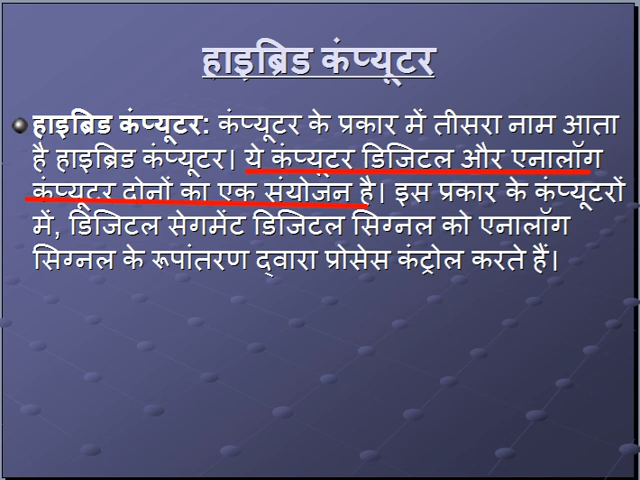 हाइब्रिड कंप्यूटर
हाइब्रिड कंप्यूटर: कंप्यूटर के प्रकार में तीसरा नाम आता
है हाइब्रिड कंप्यूटर। ये कंप्यूटर डिजिटल और एनालॉग
कंप्यूटर दोनों का एक संयोजन है। इस प्रकार के कंप्यूटरों
में, डिजिटल सेगमेंट डिजिटल सिग्नल को एनालॉग
सिग्नल के रूपांतरण द्वारा प्रोसेस कंट्रोल करते हैं।